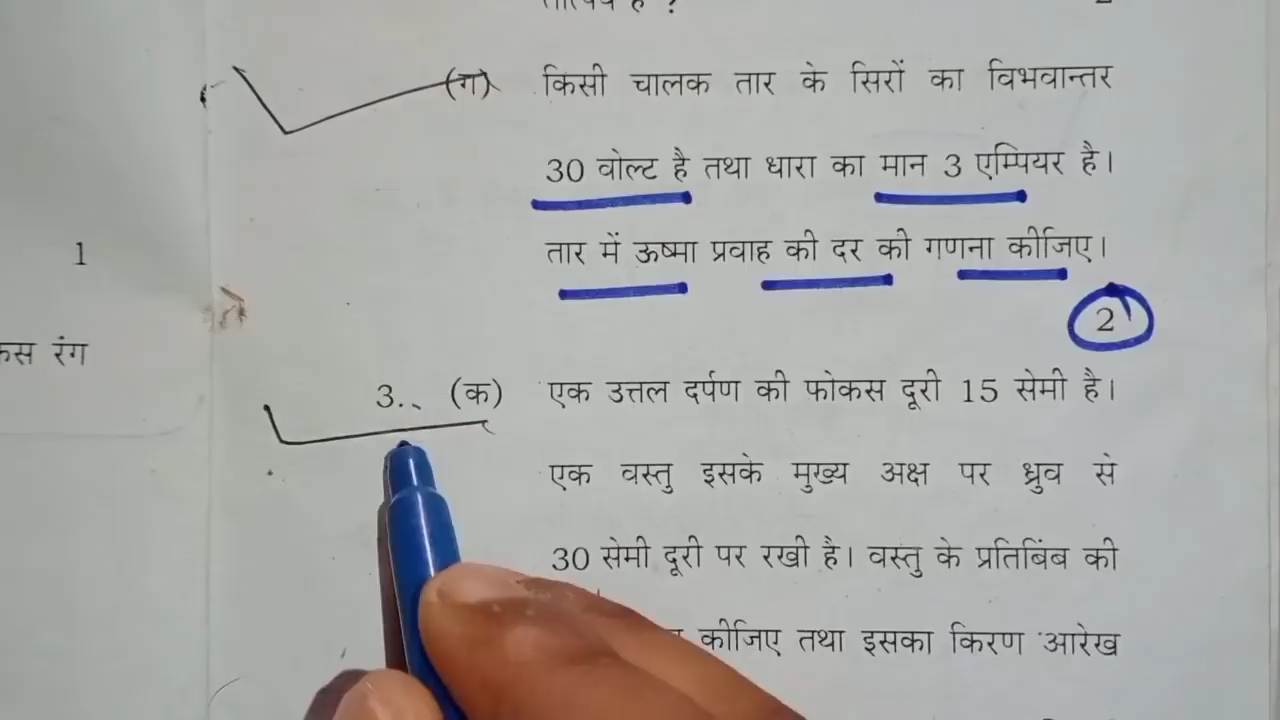 है ?
(ग) किसी चालक तार के सिरों का विभवान्तर
30 वोल्ट है तथा धारा का मान 3 एम्पियर है।
तार में ऊष्मा प्रवाह की दर की गणना कीजिए।
2
1
रंग
3. (क) एक उत्तल दर्पण की फोकस दूरी 15 सेमी है।
एक वस्तु इसके मुख्य अक्ष पर ध्रुव से
30 सेमी दूरी पर रखी है। वस्तु के प्रतिबिंब की
कीजिए तथा इसका किरण आरेख